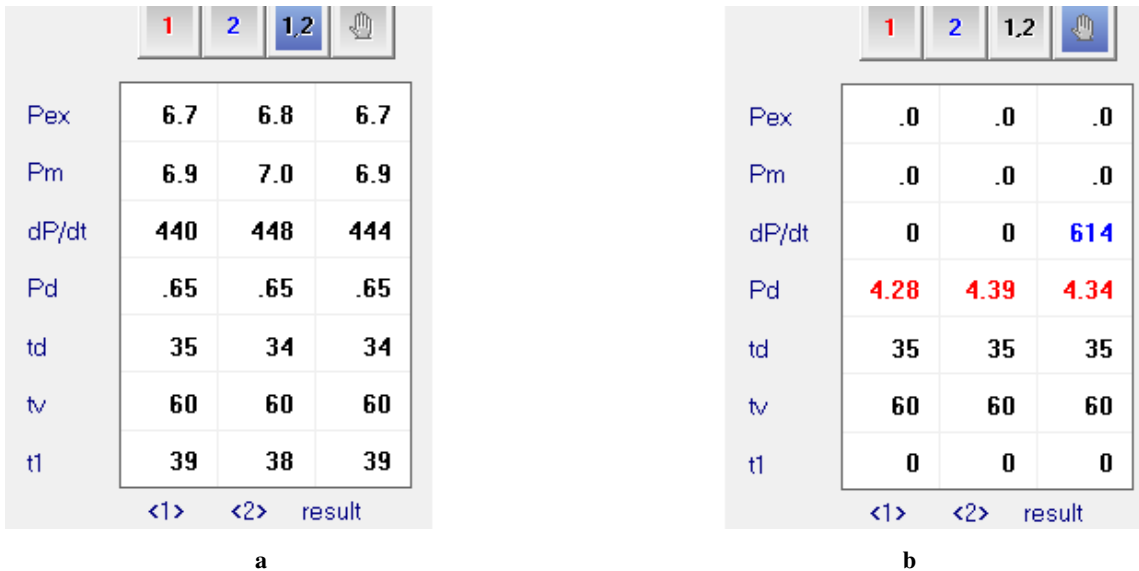 1 2 1,2
Pex 6.7 6.8 6.7
Pm 6.9 7.0 6.9
dP/dt 440 448 444
Pd .65 .65 .65
td 35 34 34
tv 60 60 60
t1 39 38 39
<1> <2> result
a
1 2 1,2
Pex .0 .0 .0
Pm .0 .0 .0
dP/dt 0 0 614
Pd 4.28 4.39 4.34
td 35 35 35
tv 60 60 60
t1 0 0 0
<1> <2> result
b